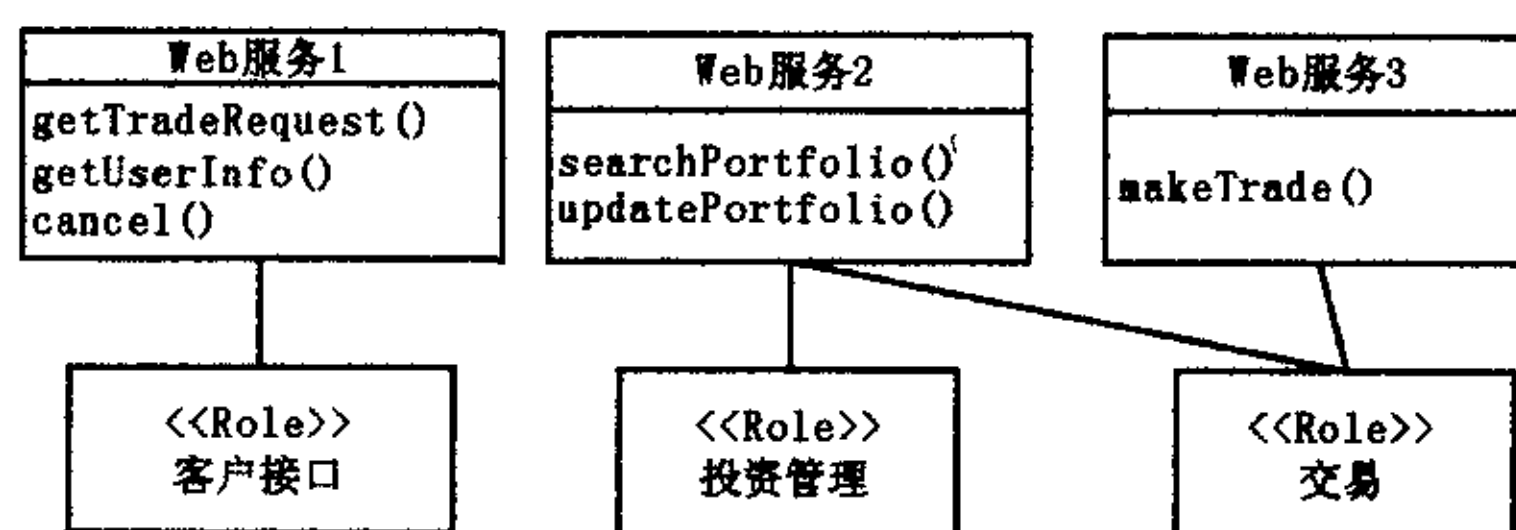 Web服务1
getTradeRequest()
getUserInfo()
cancel()
Web服务2
searchPortfolio()
updatePortfolio()
Web服务3
makeTrade()
<<Role>>
客户接口
<<Role>>
投资管理
<<Role>>
交易